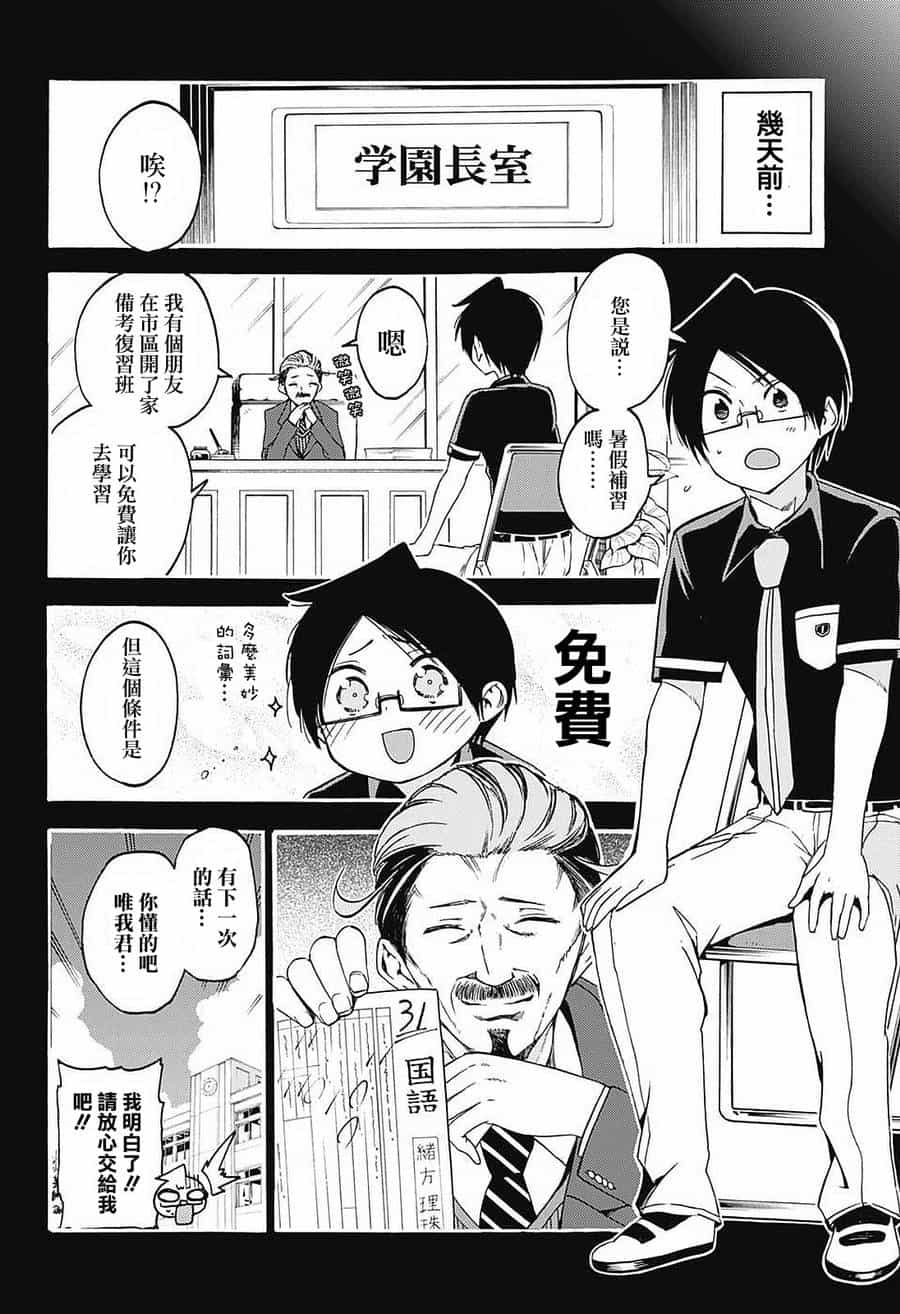 幾天前…
学園長室
唉!?
您是說…
暑假補習
嗎……
嗯
微笑微笑
我有個朋友
在市區開了家
備考復習班
可以免費讓你
去學習
免費
多麼美妙
的詞彙…
但這個條件是
31
国語
緒方理珠
有下一次
的話…
你懂的吧
唯我君…
我明白了!!
請放心交給我
吧!!